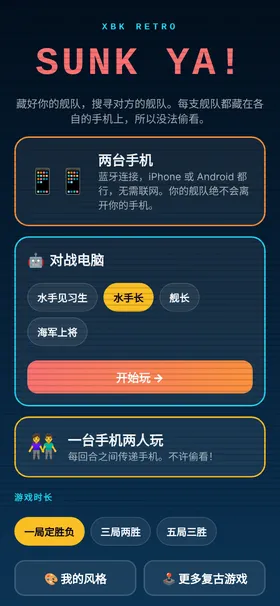 XBK RETRO
SUNK YA!
藏好你的舰队，搜寻对方的舰队。每支舰队都藏在各
自的手机上，所以没法偷看。
两台手机
蓝牙连接，iPhone 或 Android 都
行，无需联网。你的舰队绝不会离
开你的手机。
对战电脑
水手见习生
水手长
舰长
海军上将
开始玩 →
一台手机两人玩
每回合之间传递手机。不许偷看！
游戏时长
一局定胜负
三局两胜
五局三胜
我的风格
更多复古游戏